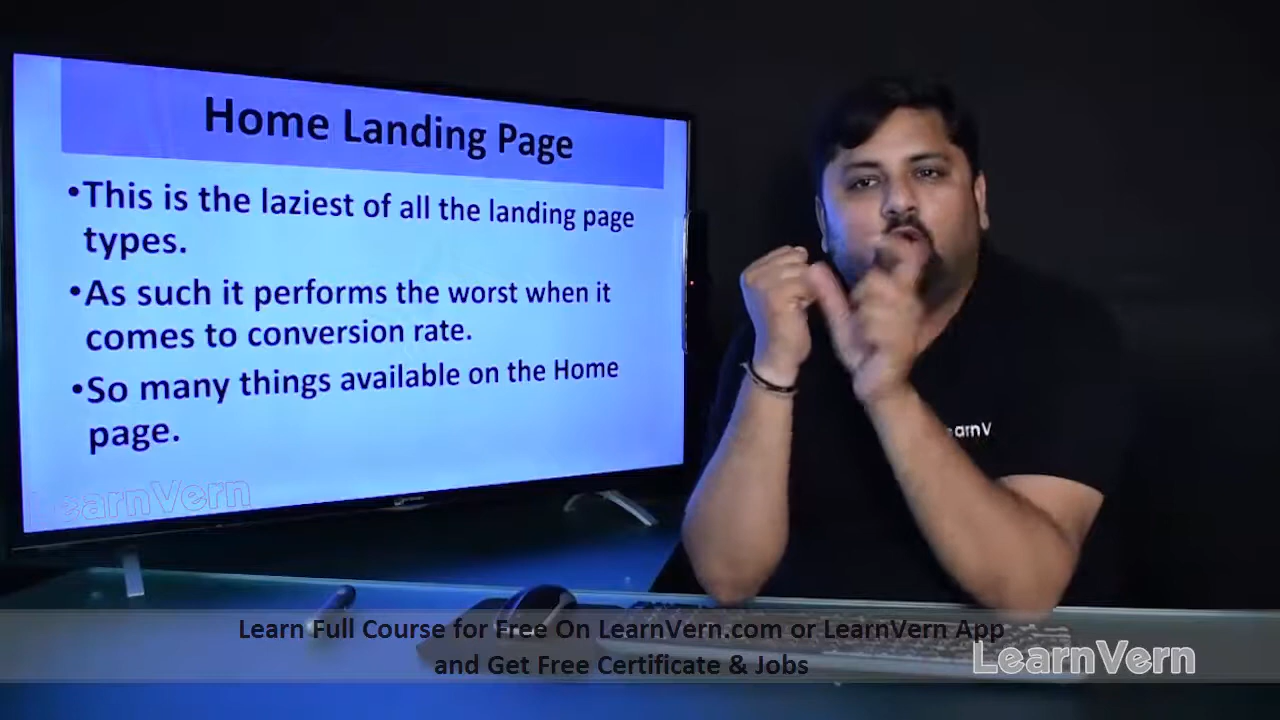 Home Landing Page
•This is the laziest of all the landing page
types.
•As such it performs the worst when it
comes to conversion rate.
•So many things available on the Home
page.
LearnVern
arnV
Learn Full Course for Free On LearnVern.com or LearnVern App
and Get Free Certificate & Jobs
LearnVern